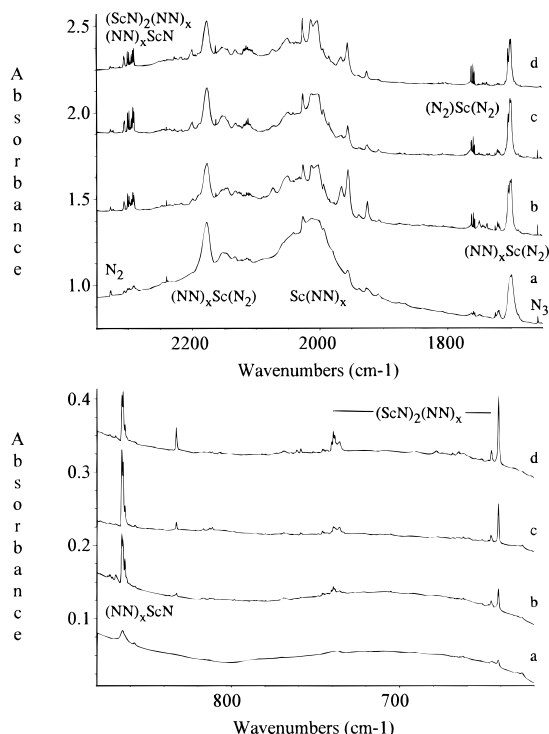 (ScN)2(NN)x
(NN)xScN
2.5
d
(N2)Sc(N2)
2.0
c
1.5
b
(NN)xSc(N2)
N2
1.0
a
(NN)xSc(N2)
Sc(NN)x
N3
2200
2000
1800
Wavenumbers (cm-1)
Absorbance
0.4
(ScN)2(NN)x
d
0.3
c
0.2
b
0.1
(NN)xScN
a
800
700
Wavenumbers (cm-1)
Absorbance